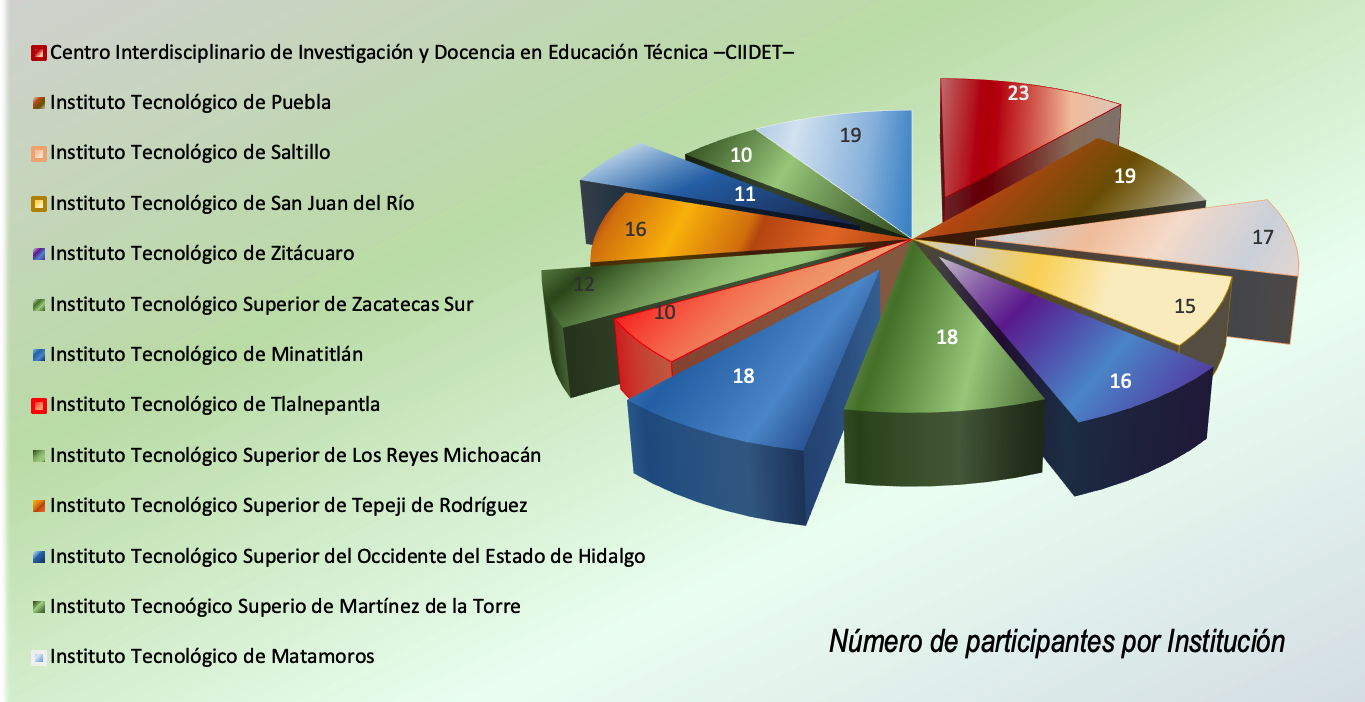 Centro Interdisciplinario de Investigación y Docencia en Educación Técnica –CIIDET–
Instituto Tecnológico de Puebla
Instituto Tecnológico de Saltillo
Instituto Tecnológico de San Juan del Río
Instituto Tecnológico de Zitácuaro
Instituto Tecnológico Superior de Zacatecas Sur
Instituto Tecnológico de Minatitlán
Instituto Tecnológico de Tlalnepantla
Instituto Tecnológico Superior de Los Reyes Michoacán
Instituto Tecnológico Superior de Tepeji de Rodríguez
Instituto Tecnológico Superior del Occidente del Estado de Hidalgo
Instituto Tecnoógico Superio de Martínez de la Torre
Instituto Tecnológico de Matamoros
23
19
17
15
16
18
18
10
12
16
11
10
19
Número de participantes por Institución